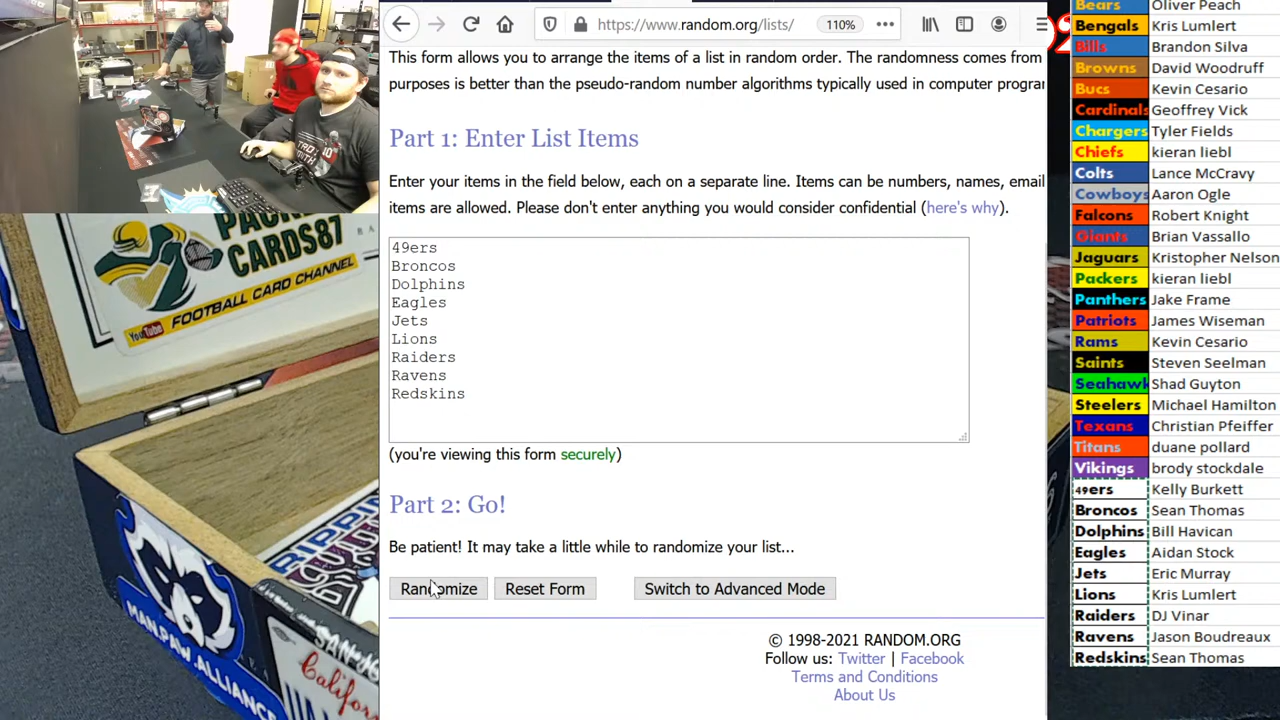 https://www.random.org/lists/
110%
This form allows you to arrange the items of a list in random order. The randomness comes from
purposes is better than the pseudo-random number algorithms typically used in computer
Part 1: Enter List Items
Enter your items in the field below, each on a separate line. Items can be numbers, names, email
items are allowed. Please don't enter anything you would consider confidential (here's why).
49ers
Broncos
Dolphins
Eagles
Jets
Lions
Raiders
Ravens
Redskins
(you're viewing this form securely)
Part 2: Go!
Be patient! It may take a little while to randomize your list...
Randomize Reset Form Switch to Advanced Mode
© 1998-2021 RANDOM.ORG
Follow us: Twitter | Facebook
Terms and Conditions
About Us
Bears Oliver Peach
Bengals Kris Lumlert
Bills Brandon Silva
Browns David Woodruff
Bucs Kevin Cesario
Cardinals Geoffrey Vick
Chargers Tyler Fields
Chiefs kieran liebl
Colts Lance McCravy
Cowboys Aaron Ogle
Falcons Robert Knight
Giants Brian Vassallo
Jaguars Kristopher Nelson
Packers kieran liebl
Panthers Jake Frame
Patriots James Wiseman
Rams Kevin Cesario
Saints Steven Seelman
Seahawk Shad Guyton
Steelers Michael Hamilton
Texans Christian Pfeiffer
Titans duane pollard
Vikings brody stockdale
49ers Kelly Burkett
Broncos Sean Thomas
Dolphins Bill Havican
Eagles Aidan Stock
Jets Eric Murray
Lions Kris Lumlert
Raiders DJ Vinar
Ravens Jason Boudreaux
Redskins Sean Thomas
CARDS87
YouTube FOOTBALL CARD CHANNEL
MAN.PAW.ALLIANCE